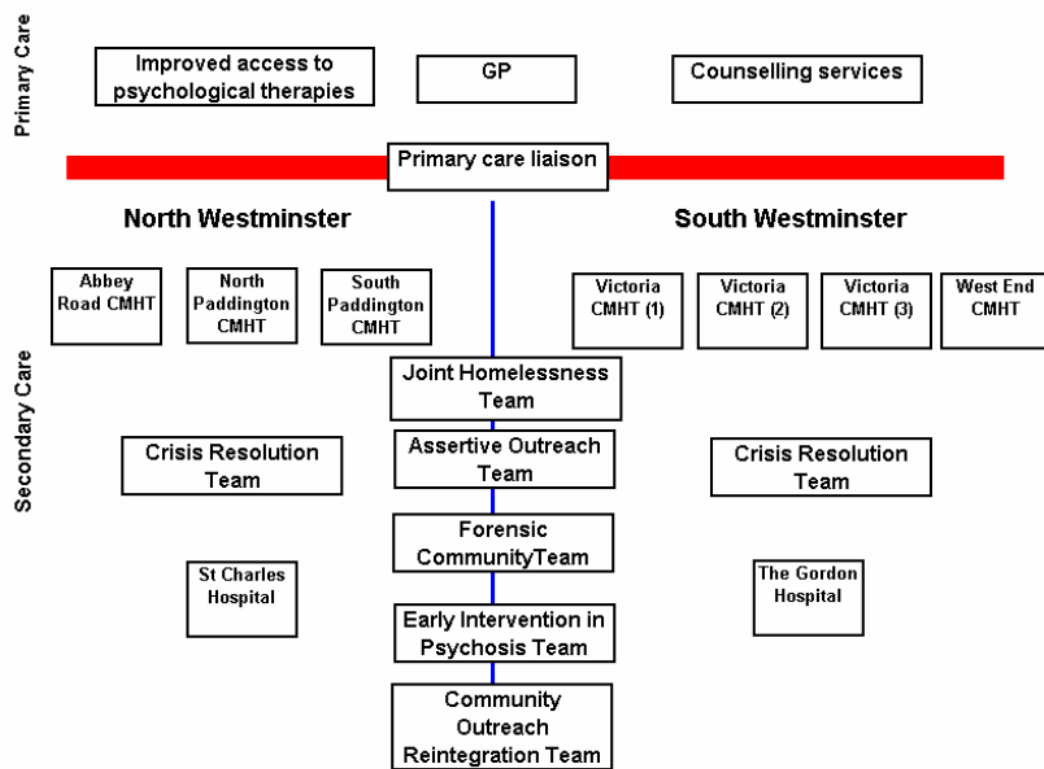 Primary Care
Improved access to
psychological therapies
GP
Counselling services
Primary care liaison
North Westminster
South Westminster
Secondary Care
Abbey
Road CMHT
North
Paddington
CMHT
South
Paddington
CMHT
Victoria
CMHT (1)
Victoria
CMHT (2)
Victoria
CMHT (3)
West End
CMHT
Joint Homelessness
Team
Crisis Resolution
Team
Assertive Outreach
Team
Crisis Resolution
Team
Forensic
CommunityTeam
St Charles
Hospital
The Gordon
Hospital
Early Intervention in
Psychosis Team
Community
Outreach
Reintegration Team